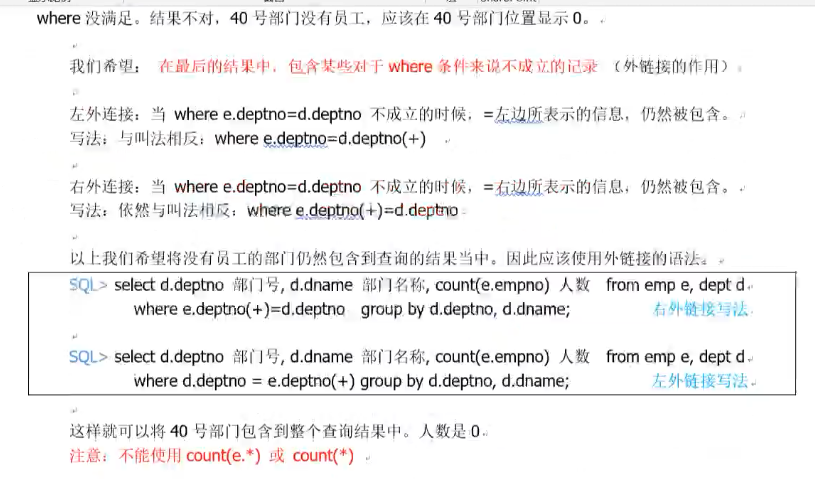 where 没满足。结果不对，40 号部门没有员工，应该在 40 号部门位置显示 0。
我们希望： 在最后的结果中，包含某些对于 where 条件来说不成立的记录 （外链接的作用）
左外连接：当 where e.deptno=d.deptno 不成立的时候，=左边所表示的信息，仍然被包含。
写法：与叫法相反：where e.deptno=d.deptno(+)
右外连接：当 where e.deptno=d.deptno 不成立的时候，=右边所表示的信息，仍然被包含。
写法：依然与叫法相反：where e.deptno(+)=d.deptno
以上我们希望将没有员工的部门仍然包含到查询的结果当中。因此应该使用外链接的语法。
SQL> select d.deptno 部门号, d.dname 部门名称, count(e.empno) 人数 from emp e, dept d
where e.deptno(+)=d.deptno group by d.deptno, d.dname; 右外链接写法
SQL> select d.deptno 部门号, d.dname 部门名称, count(e.empno) 人数 from emp e, dept d
where d.deptno = e.deptno(+) group by d.deptno, d.dname; 左外链接写法
这样就可以将 40 号部门包含到整个查询结果中。人数是 0
注意：不能使用 count(e.*) 或 count(*)